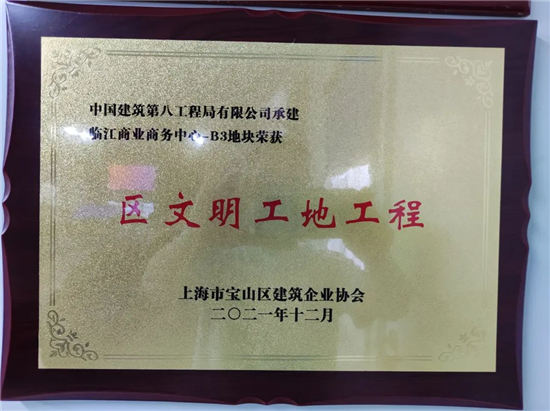 中国建筑第八工程局有限公司承建
临江商业商务中心-B3地块荣获
区文明工地工程
上海市宝山区建筑企业协会
二〇二一年十二月